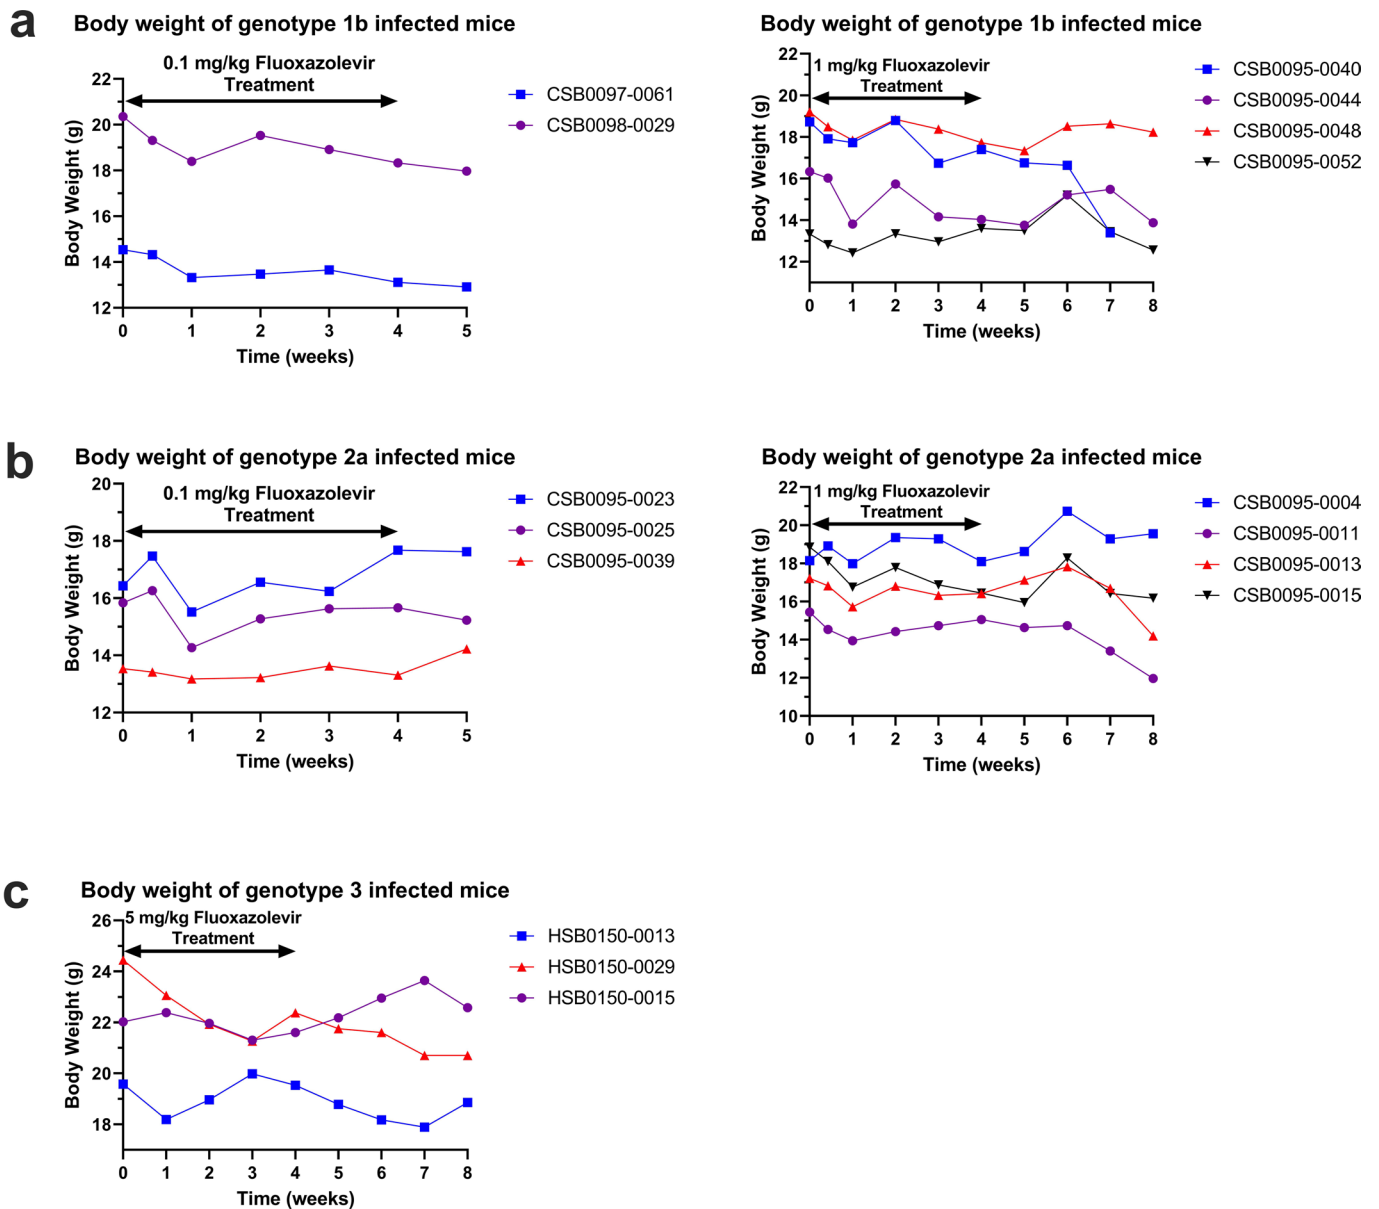 a
Body weight of genotype 1b infected mice
0.1 mg/kg Fluoxazolevir
Treatment
22
20
18
16
14
12
Body Weight (g)
0 1 2 3 4 5
Time (weeks)
CSB0097-0061
CSB0098-0029
Body weight of genotype 1b infected mice
1 mg/kg Fluoxazolevir
Treatment
22
20
18
16
14
12
Body Weight (g)
0 1 2 3 4 5 6 7 8
Time (weeks)
CSB0095-0040
CSB0095-0044
CSB0095-0048
CSB0095-0052
b
Body weight of genotype 2a infected mice
0.1 mg/kg Fluoxazolevir
Treatment
20
18
16
14
12
Body Weight (g)
0 1 2 3 4 5
Time (weeks)
CSB0095-0023
CSB0095-0025
CSB0095-0039
Body weight of genotype 2a infected mice
1 mg/kg Fluoxazolevir
Treatment
22
20
18
16
14
12
10
Body Weight (g)
0 1 2 3 4 5 6 7 8
Time (weeks)
CSB0095-0004
CSB0095-0011
CSB0095-0013
CSB0095-0015
c
Body weight of genotype 3 infected mice
5 mg/kg Fluoxazolevir
Treatment
26
24
22
20
18
Body Weight (g)
0 1 2 3 4 5 6 7 8
Time (weeks)
HSB0150-0013
HSB0150-0029
HSB0150-0015